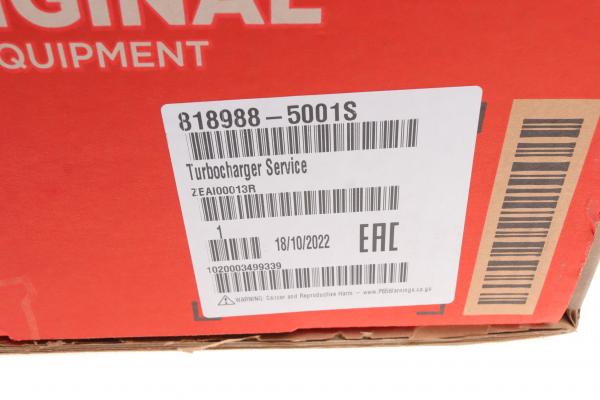 IGINAL
EQUIPMENT
818988-5001S
Turbocharger Service
ZEAI00013R
1
18/10/2022
EAC
1020003499339
WARNING: Cancer and Reproductive Harm - www.P65Warnings.ca.gov